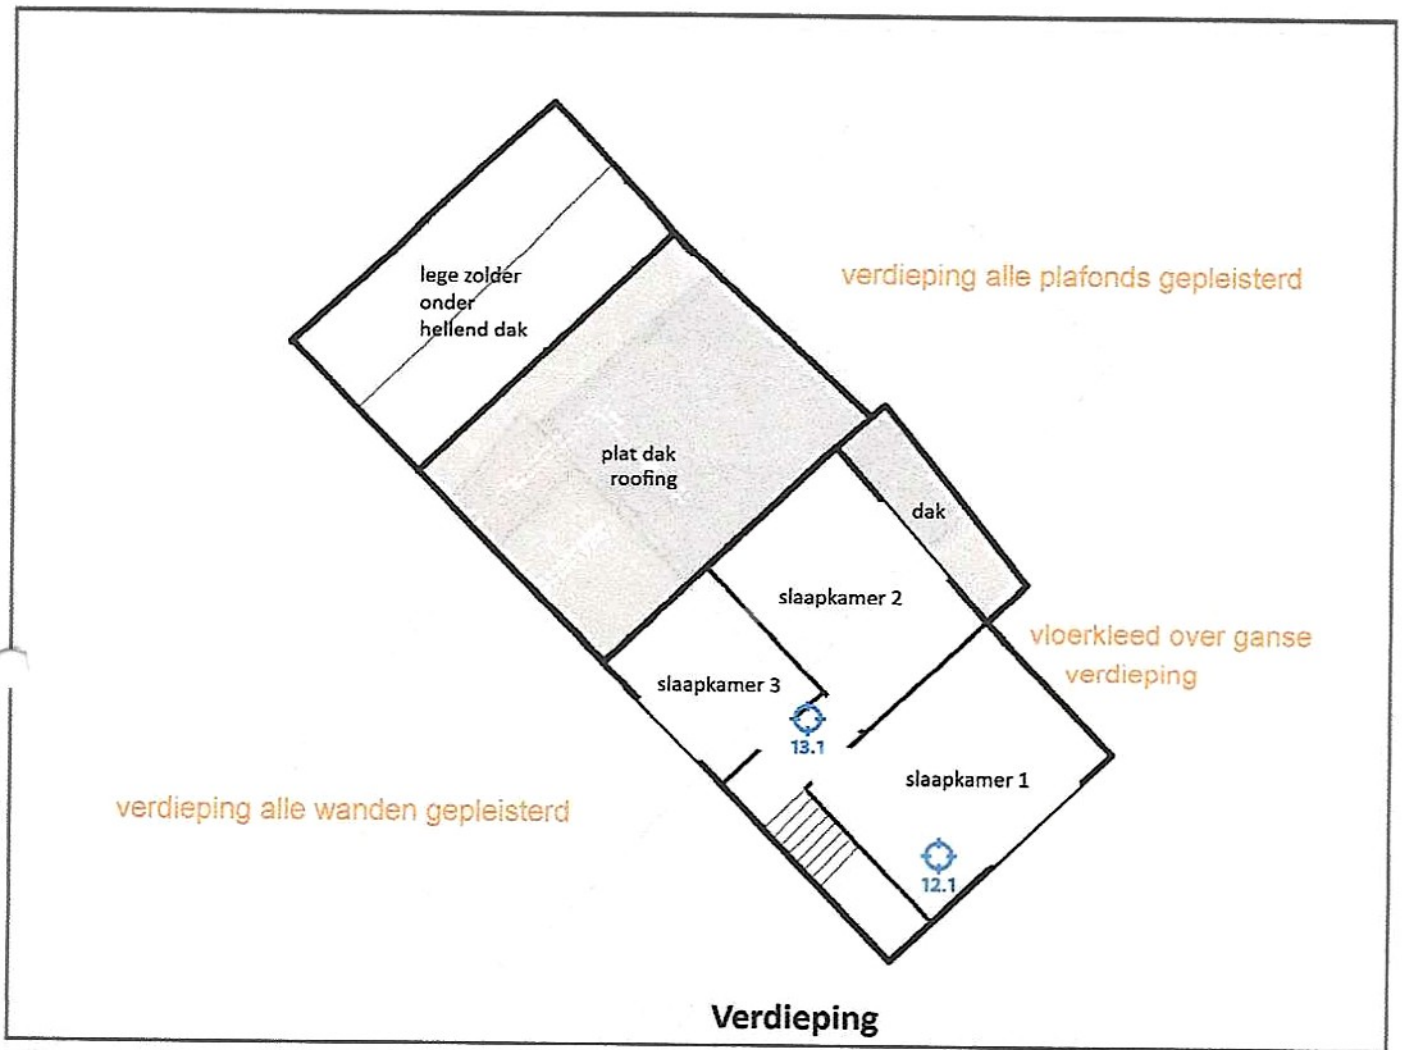 lege zolder
onder
hellend dak
verdieping alle plafonds gepleisterd
plat dak
roofing
dak
slaapkamer 2
vloerkleed over ganse
verdieping
slaapkamer 3
13.1
slaapkamer 1
verdieping alle wanden gepleisterd
12.1
Verdieping